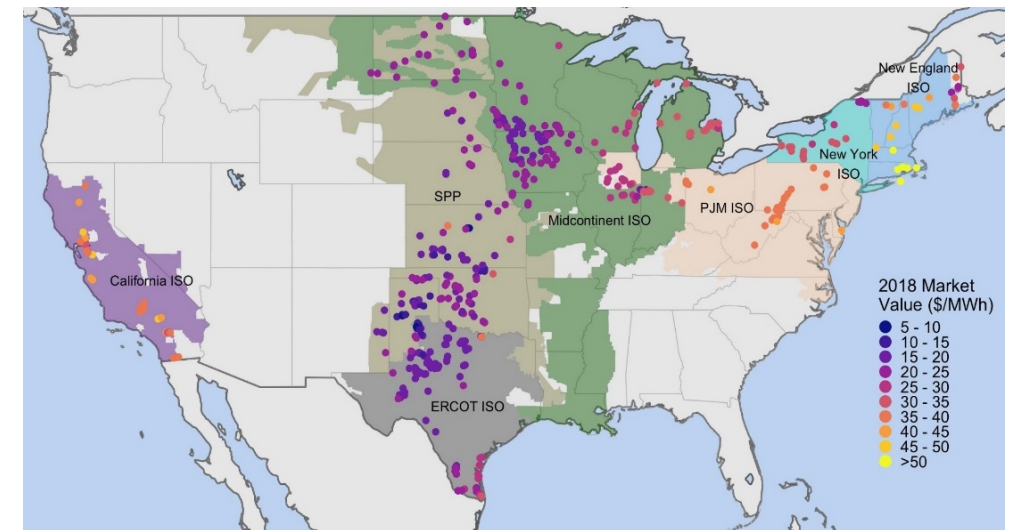 New England
ISO
New York
ISO
SPP
PJM ISO
Midcontinent ISO
California ISO
ERCOT ISO
2018 Market
Value ($/MWh)
5 - 10
10 - 15
15 - 20
20 - 25
25 - 30
30 - 35
35 - 40
40 - 45
45 - 50
>50